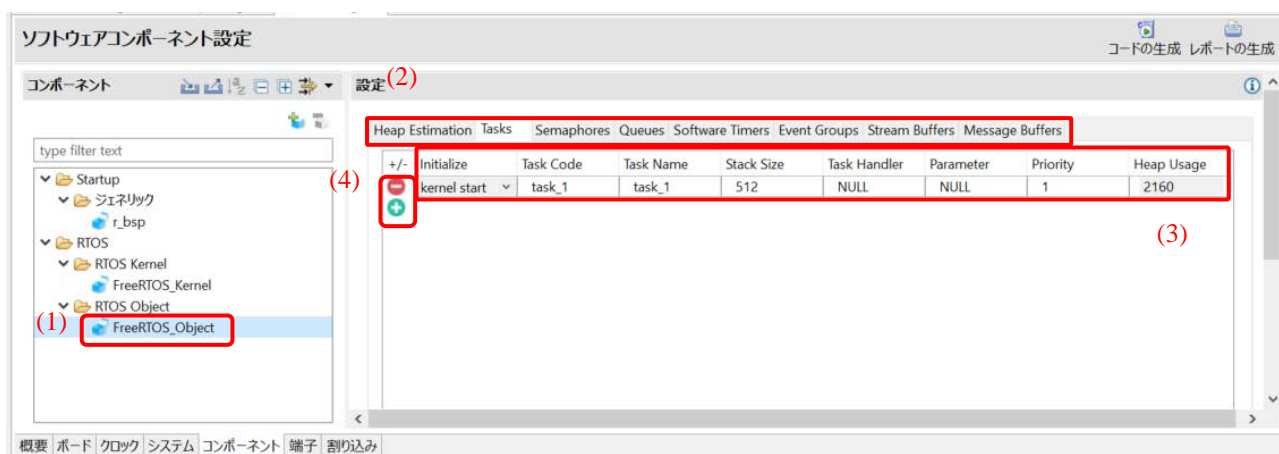 ソフトウェアコンポーネント設定
コードの生成 レポートの生成
コンポーネント
設定(2)
type filter text
Startup
ジェネリック
r_bsp
RTOS
RTOS Kernel
FreeRTOS_Kernel
RTOS Object
(1) FreeRTOS_Object
Heap Estimation Tasks Semaphores Queues Software Timers Event Groups Stream Buffers Message Buffers
+/- Initialize Task Code Task Name Stack Size Task Handler Parameter Priority Heap Usage
(4) kernel start task_1 task_1 512 NULL NULL 1 2160
(3)
概要 ボード クロック システム コンポーネント 端子 割り込み